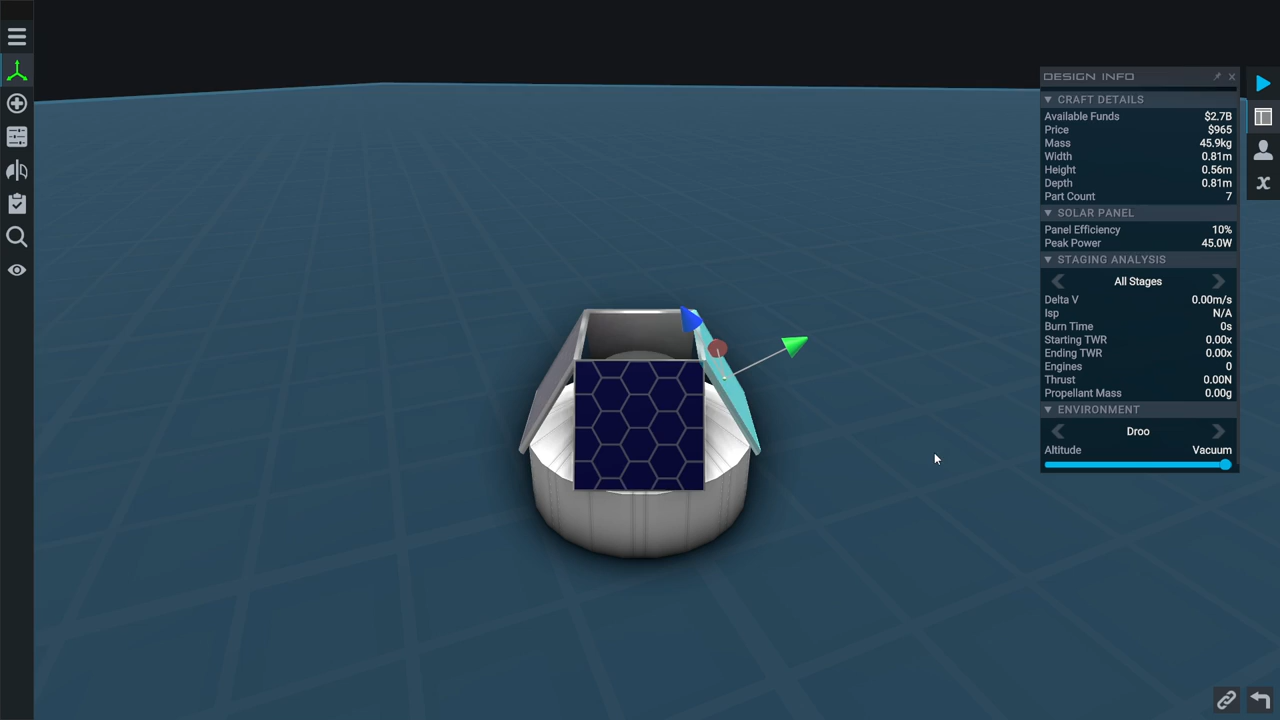 DESIGN INFO
CRAFT DETAILS
Available Funds $2.7B
Price $965
Mass 45.9kg
Width 0.81m
Height 0.56m
Depth 0.81m
Part Count 7
SOLAR PANEL
Panel Efficiency 10%
Peak Power 45.0W
STAGING ANALYSIS
All Stages
Delta V 0.00m/s
Isp N/A
Burn Time 0s
Starting TWR 0.00x
Ending TWR 0.00x
Engines 0
Thrust 0.00N
Propellant Mass 0.00g
ENVIRONMENT
Droo
Altitude Vacuum